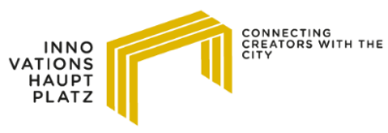 INNO
VATIONS
HAUPT
PLATZ
CONNECTING
CREATORS WITH THE
CITY